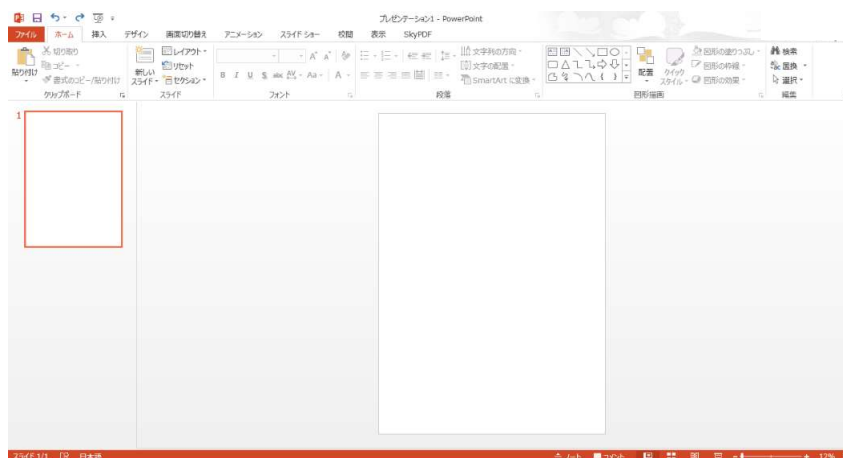 プレゼンテーション1 - PowerPoint
ファイル ホーム 挿入 デザイン 画面切り替え アニメーション スライド ショー 校閲 表示 SkyPDF
貼り付け
切り取り
コピー
書式のコピー/貼り付け
クリップボード
新しい
スライド
レイアウト
リセット
セクション
スライド
B I U S abc AV Aa A
フォント
文字列の方向
文字の配置
SmartArt に変換
段落
配置
クイック
スタイル
図形の塗りつぶし
図形の枠線
図形の効果
図形描画
検索
置換
選択
編集
1
スライド 1/1 日本語 ノート コメント 12%